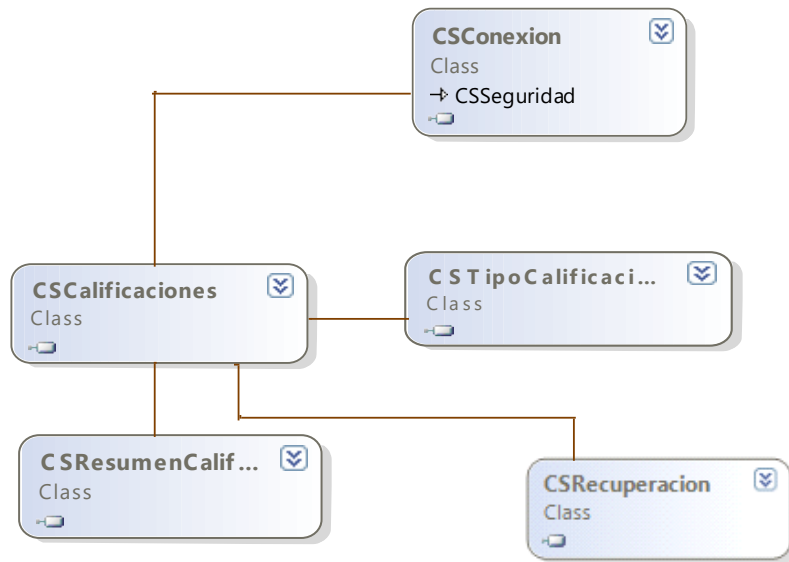 CSConexion
Class
CSSeguridad
CSCalificaciones
Class
CSTipoCalificaci...
Class
CSResumenCalif...
Class
CSRecuperacion
Class